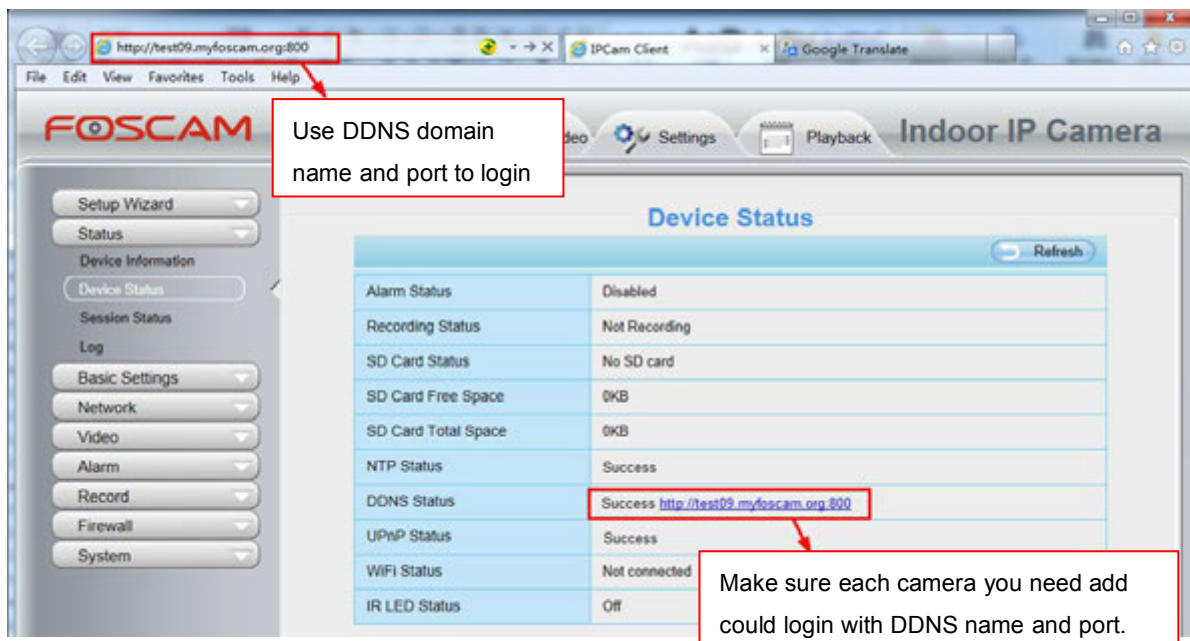 http://test09.myfoscam.org:800
IPCam Client
Google Translate
File Edit View Favorites Tools Help
FOSCAM
deo
Settings
Playback
Indoor IP Camera
Use DDNS domain
name and port to login
Setup Wizard
Status
Device Information
Device Status
Session Status
Log
Basic Settings
Network
Video
Alarm
Record
Firewall
System
Device Status
Refresh
Alarm Status Disabled
Recording Status Not Recording
SD Card Status No SD card
SD Card Free Space 0KB
SD Card Total Space 0KB
NTP Status Success
DDNS Status Success http://test09.myfoscam.org:800
UPnP Status Success
WiFi Status Not connected
IR LED Status Off
Make sure each camera you need add
could login with DDNS name and port.